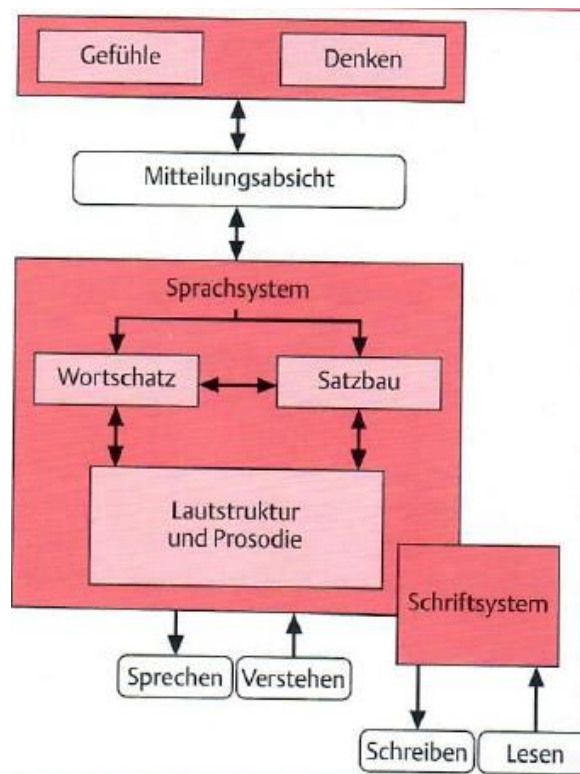 Gefühle
Denken
Mitteilungsabsicht
Sprachsystem
Wortschatz
Satzbau
Lautstruktur
und Prosodie
Schriftsystem
Sprechen
Verstehen
Schreiben
Lesen